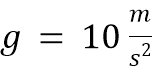 g = 10 m/s²